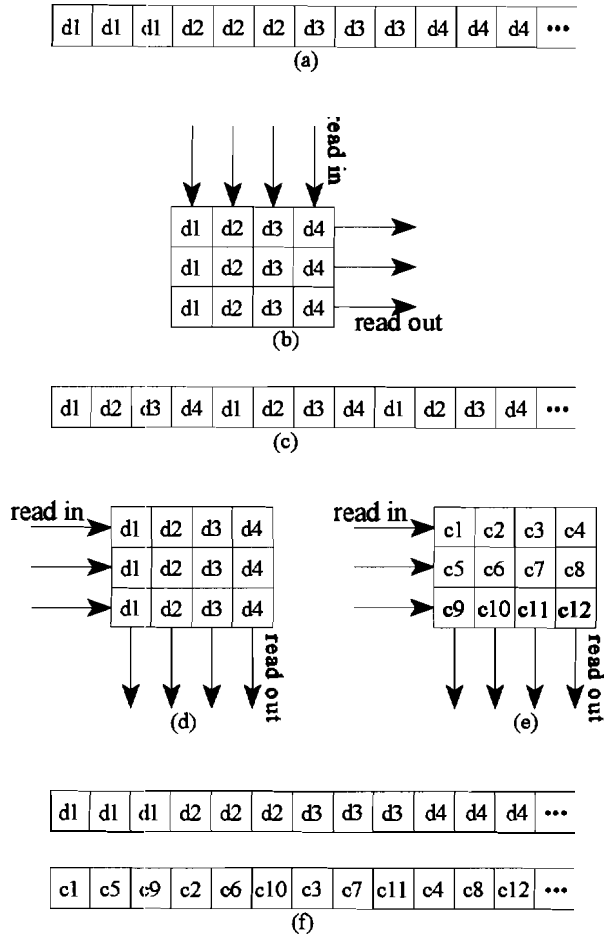 d1 d1 d1 d2 d2 d2 d3 d3 d3 d4 d4 d4 •••
(a)
read in
d1 d2 d3 d4
d1 d2 d3 d4
d1 d2 d3 d4
read out
(b)
d1 d2 d3 d4 d1 d2 d3 d4 d1 d2 d3 d4 •••
(c)
read in
d1 d2 d3 d4
d1 d2 d3 d4
d1 d2 d3 d4
read out
(d)
read in
c1 c2 c3 c4
c5 c6 c7 c8
c9 c10 c11 c12
read out
(e)
d1 d1 d1 d2 d2 d2 d3 d3 d3 d4 d4 d4 •••
c1 c5 c9 c2 c6 c10 c3 c7 c11 c4 c8 c12 •••
(f)